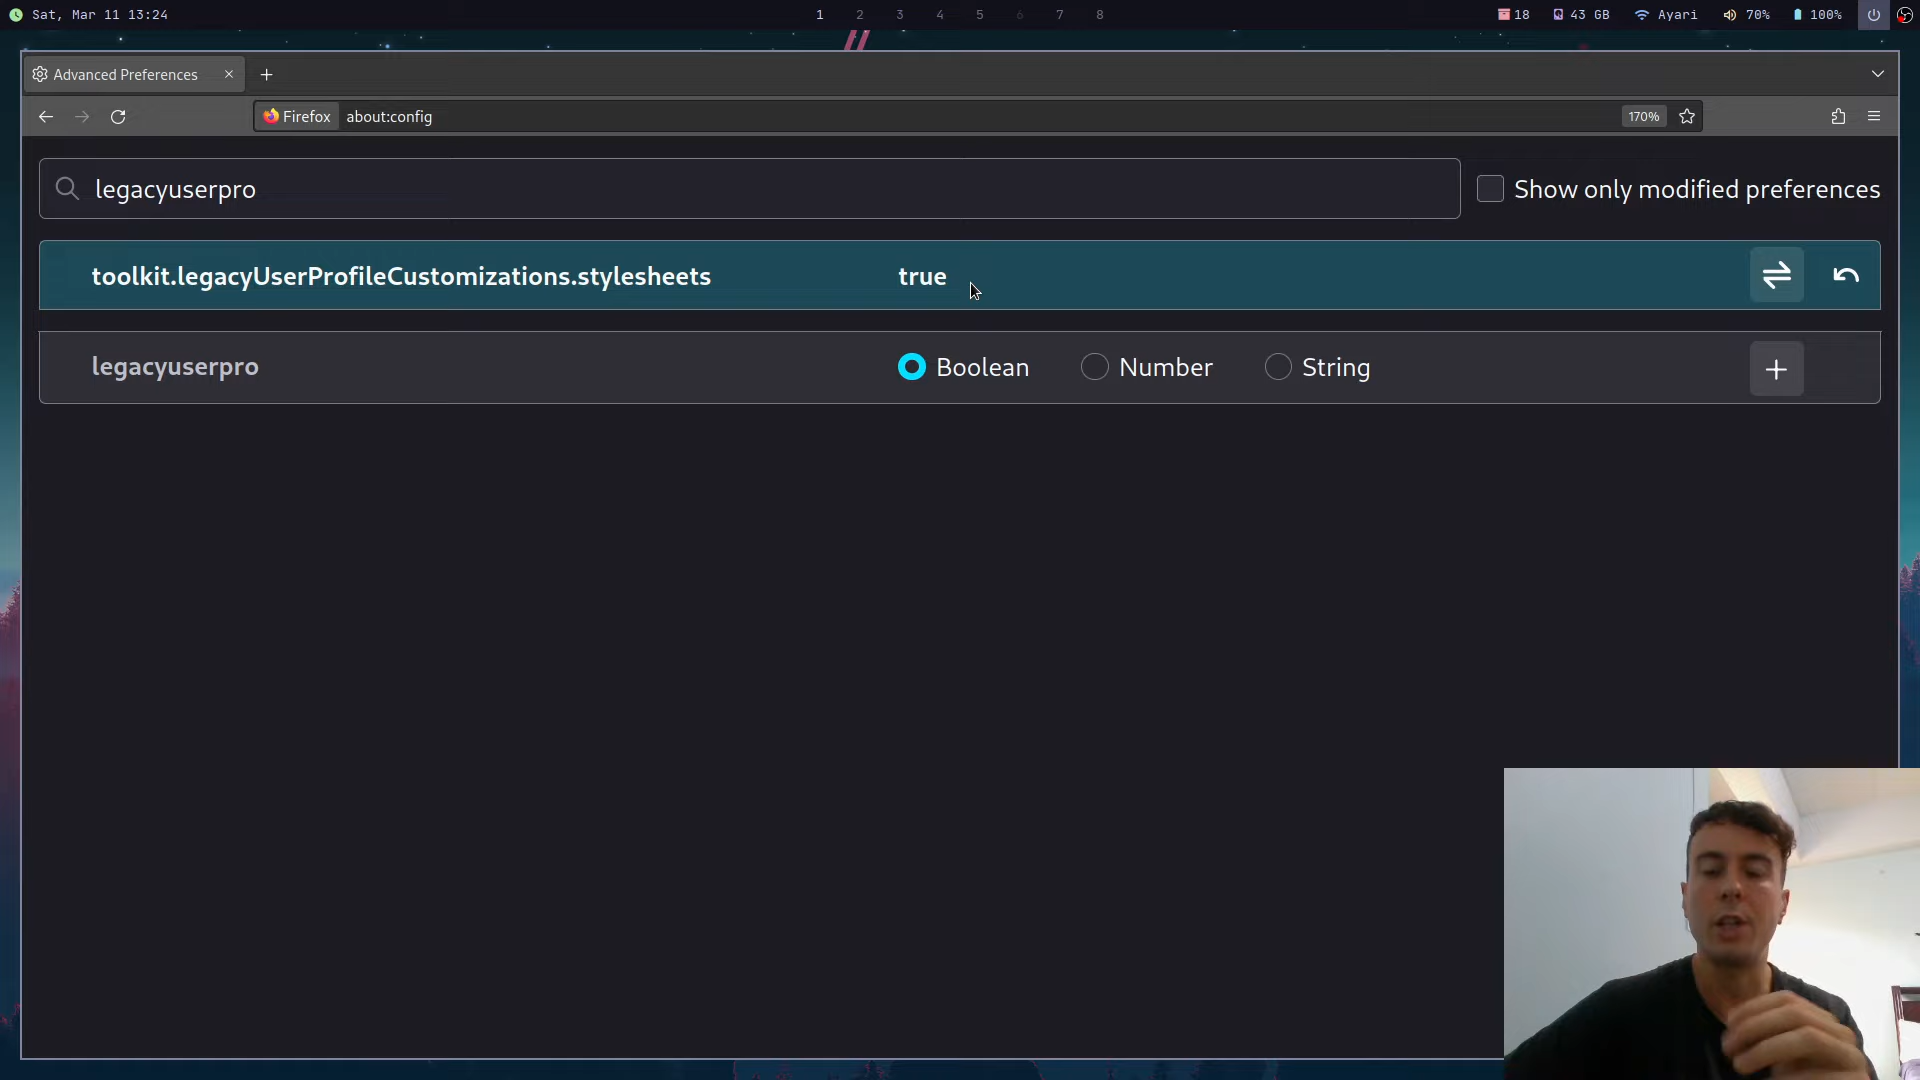 Sat, Mar 11 13:24
1 2 3 4 5 6 7 8
18 43 GB Ayari 70% 100%
Advanced Preferences
Firefox about:config 170%
legacyuserpro
Show only modified preferences
toolkit.legacyUserProfileCustomizations.stylesheets true
legacyuserpro Boolean Number String